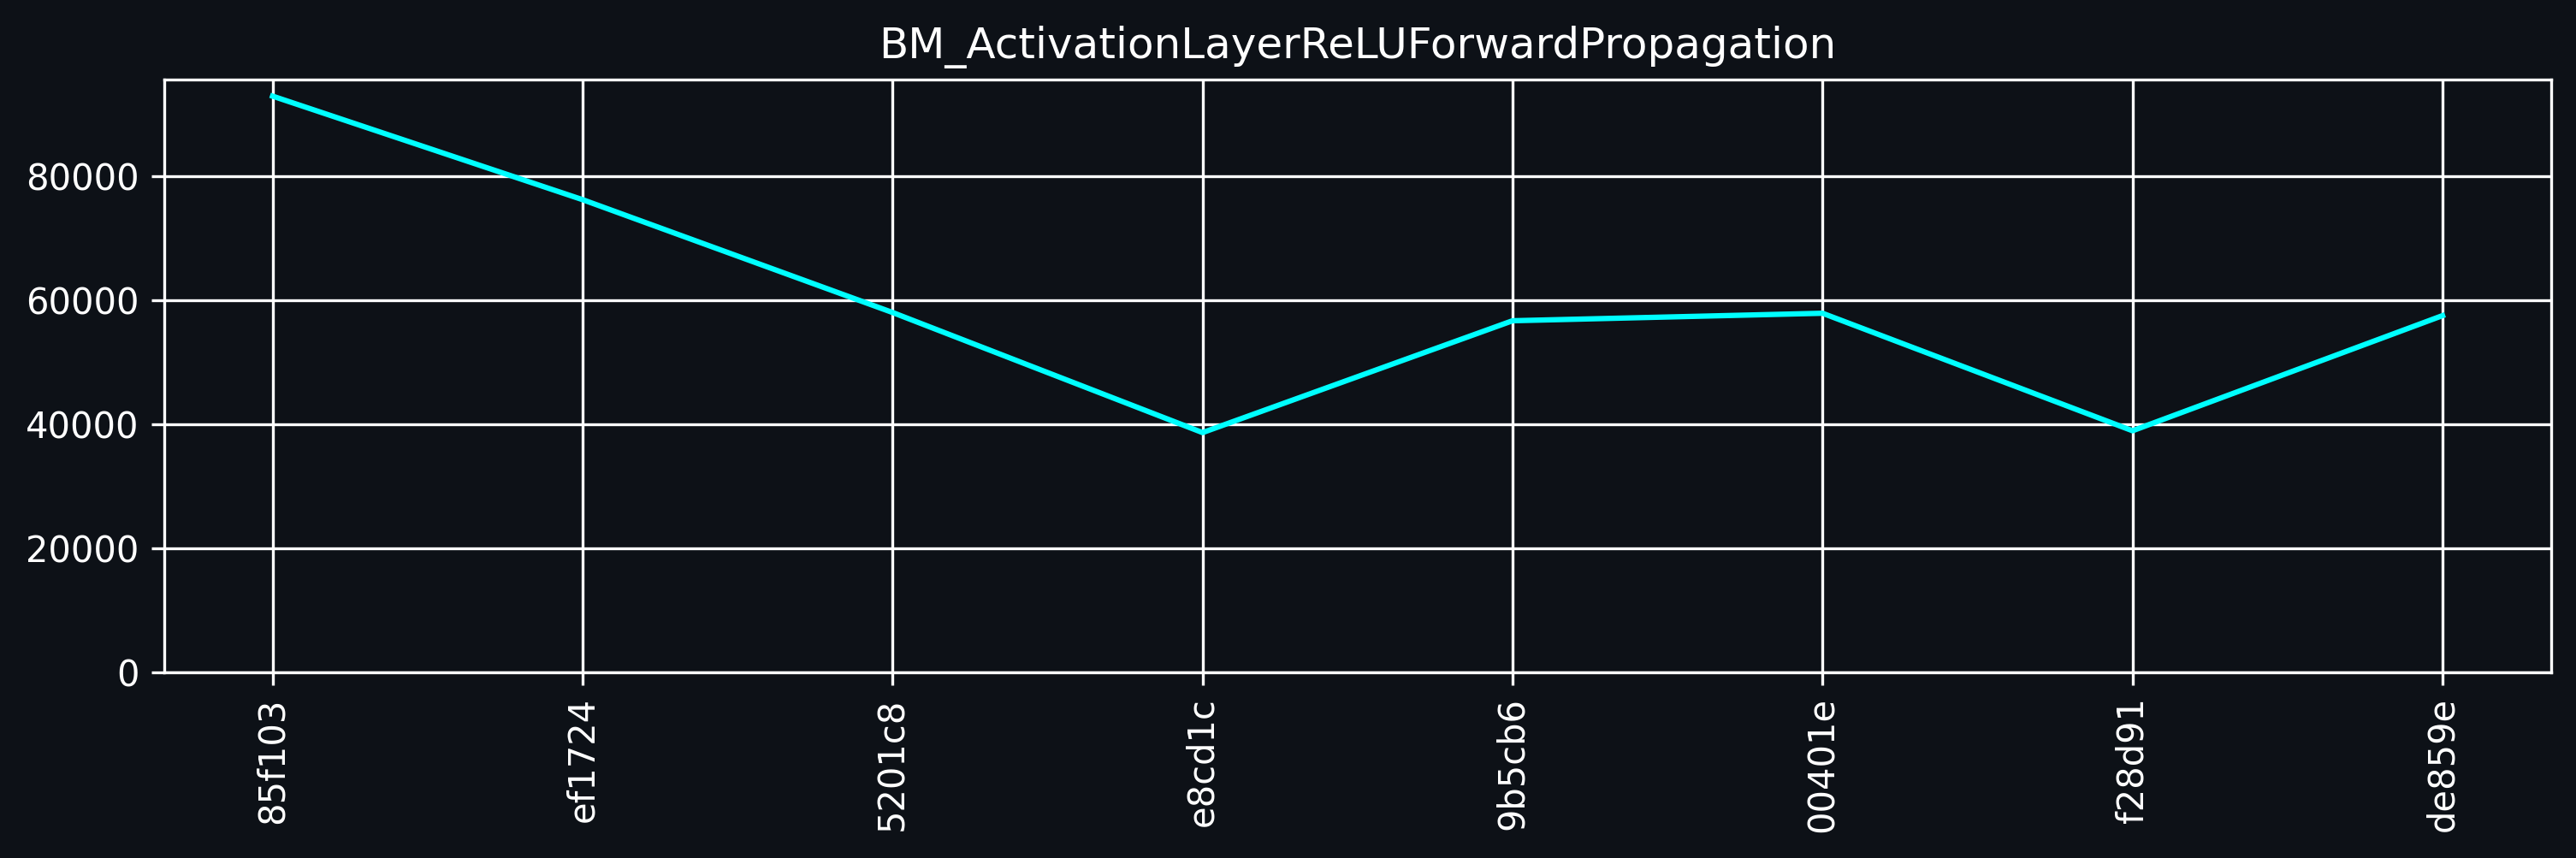 BM_ActivationLayerReLUForwardPropagation
80000
60000
40000
20000
0
85f103
ef1724
5201c8
e8cd1c
9b5cb6
00401e
f28d91
de859e